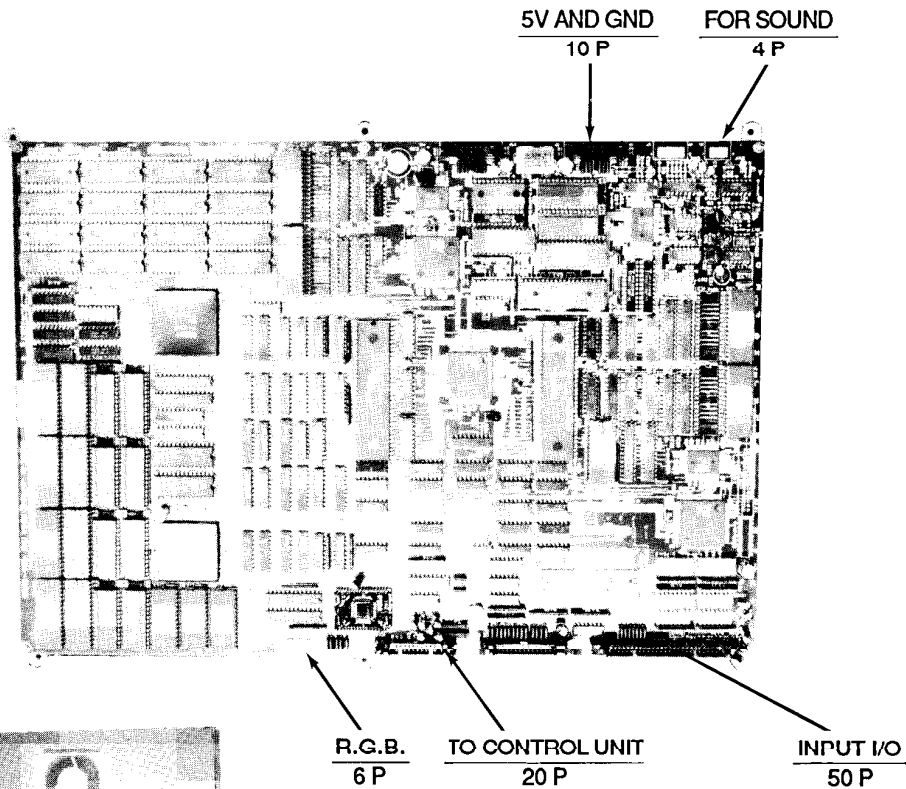 5V AND GND
10 P
FOR SOUND
4 P
R.G.B.
6 P
TO CONTROL UNIT
20 P
INPUT I/O
50 P